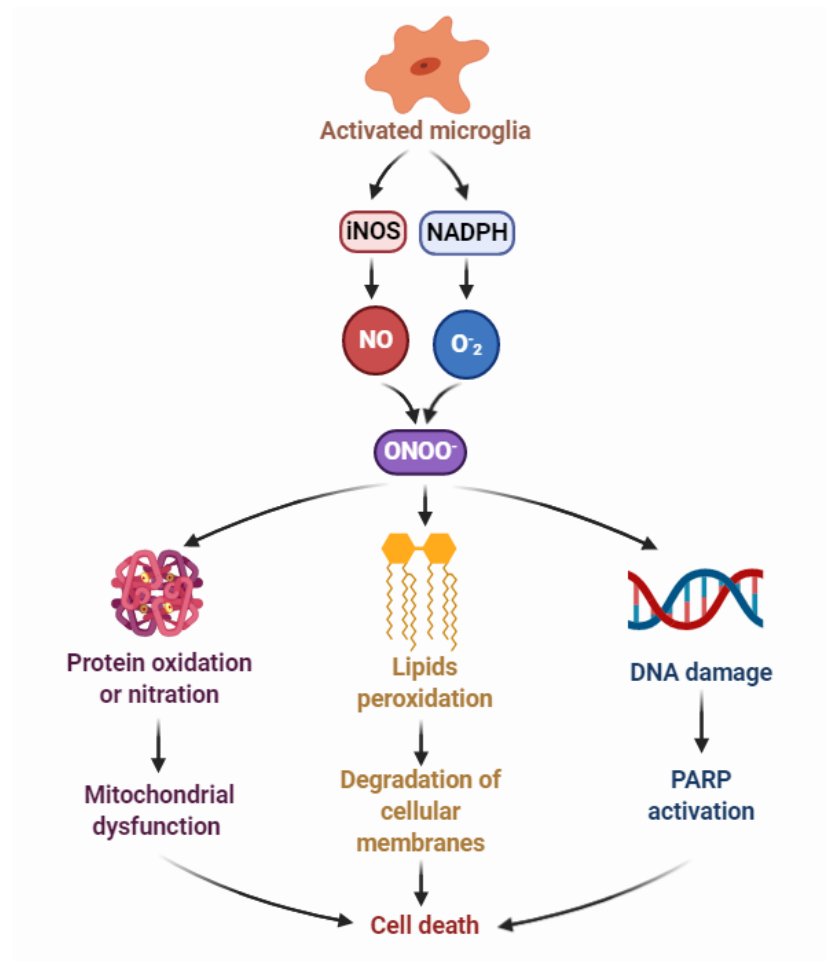 Activated microglia
iNOS
NADPH
NO
O⁻₂
ONOO⁻
Protein oxidation
or nitration
Lipids
peroxidation
DNA damage
Mitochondrial
dysfunction
Degradation of
cellular
membranes
PARP
activation
Cell death